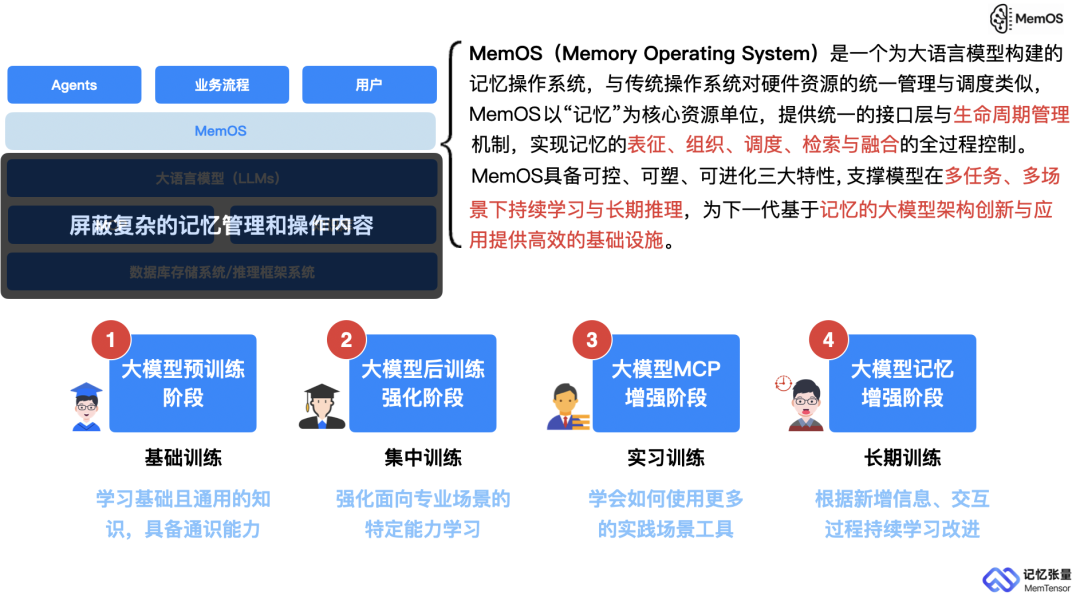 MemOS
Agents
业务流程
用户
MemOS
大语言模型（LLMs）
屏蔽复杂的记忆管理和操作内容
数据库存储系统/推理框架系统
MemOS（Memory Operating System）是一个为大语言模型构建的
记忆操作系统，与传统操作系统对硬件资源的统一管理与调度类似，
MemOS以“记忆”为核心资源单位，提供统一的接口层与生命周期管理
机制，实现记忆的表征、组织、调度、检索与融合的全过程控制。
MemOS具备可控、可塑、可进化三大特性, 支撑模型在多任务、多场
景下持续学习与长期推理，为下一代基于记忆的大模型架构创新与应
用提供高效的基础设施。
1
大模型预训练
阶段
基础训练
学习基础且通用的知
识，具备通识能力
2
大模型后训练
强化阶段
集中训练
强化面向专业场景的
特定能力学习
3
大模型MCP
增强阶段
实习训练
学会如何使用更多
的实践场景工具
4
大模型记忆
增强阶段
长期训练
根据新增信息、交互
过程持续学习改进
记忆张量
MemTensor